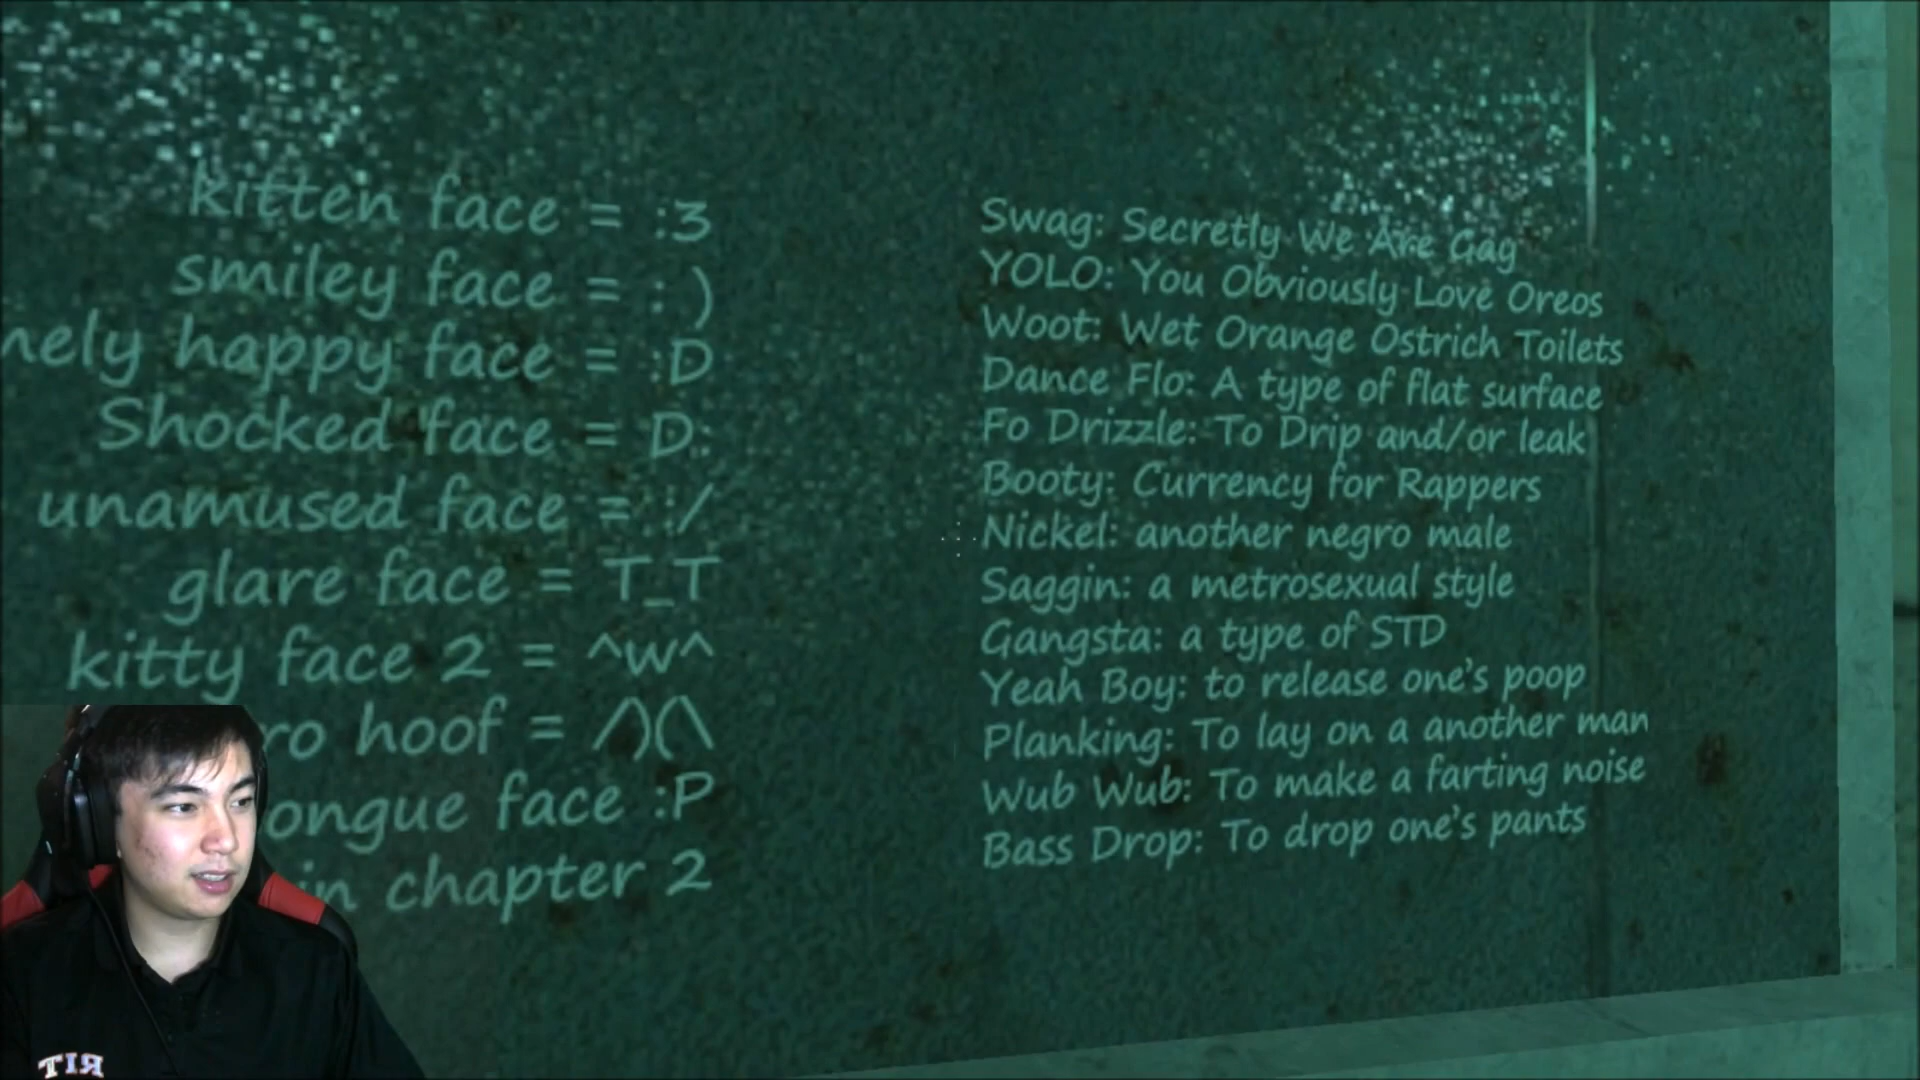 kitten face = :3
smiley face = : )
happy face = :D
Shocked face = D:
unamused face = :/
glare face = T_T
kitty face 2 = ^w^
hoof = /)(\
face :P
in chapter 2
Swag: Secretly We Are Gag
YOLO: You Obviously Love Oreos
Woot: Wet Orange Ostrich Toilets
Dance Flo: A type of flat surface
Fo Drizzle: To Drip and/or leak
Booty: Currency for Rappers
Nickel: another negro male
Saggin: a metrosexual style
Gangsta: a type of STD
Yeah Boy: to release one's poop
Planking: To lay on a another man
Wub Wub: To make a farting noise
Bass Drop: To drop one's pants
RIT